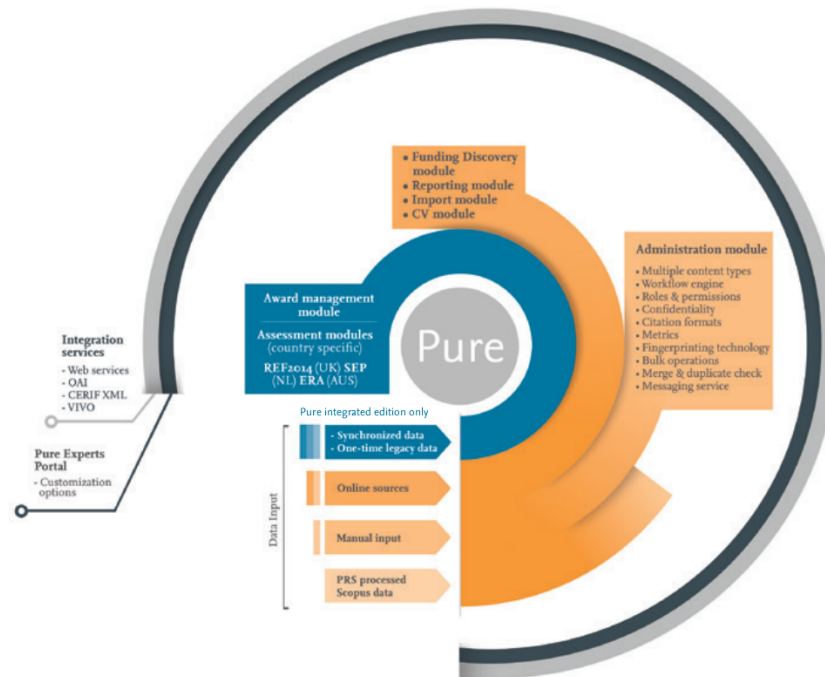 • Funding Discovery
module
• Reporting module
• Import module
• CV module
Administration module
• Multiple content types
• Workflow engine
• Roles & permissions
• Confidentiality
• Citation formats
• Metrics
• Fingerprinting technology
• Bulk operations
• Merge & duplicate check
• Messaging service
Award management
module
Assessment modules
(country specific)
REF2014 (UK) SEP
(NL) ERA (AUS)
Pure
Integration
services
- Web services
- OAI
- CERIF XML
- VIVO
Pure Experts
Portal
- Customization
options
Pure integrated edition only
Data Input
- Synchronized data
- One-time legacy data
Online sources
Manual input
PRS processed
Scopus data